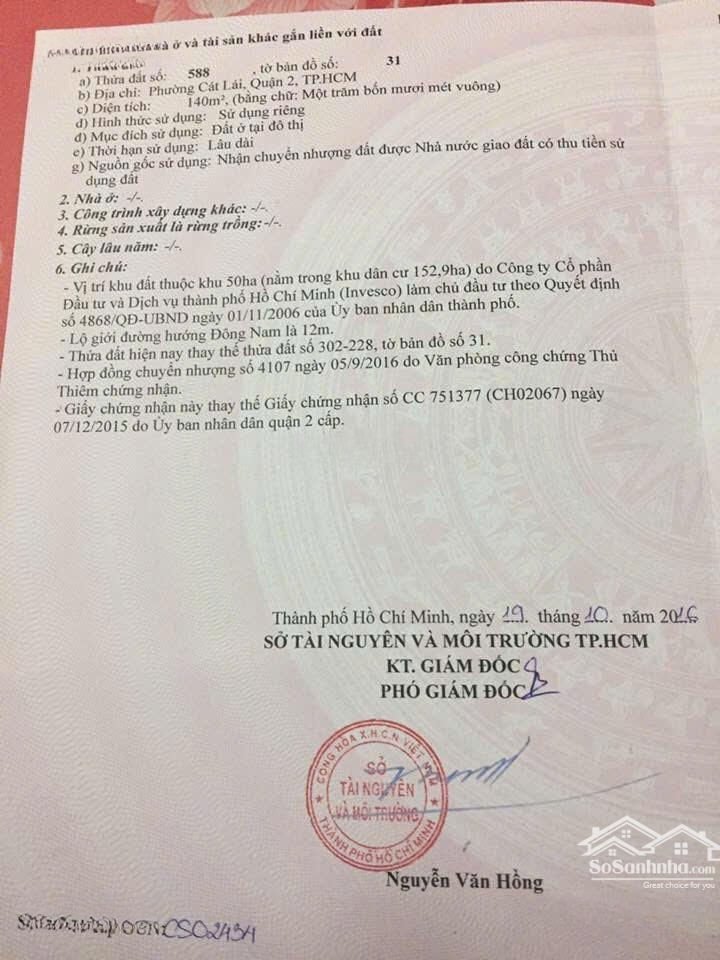 à ở và tài sản khác gắn liền với đất
a) Thửa đất số: 588 , tờ bản đồ số: 31
b) Địa chỉ: Phường Cát Lái, Quận 2, TP.HCM
c) Diện tích: 140m², (bằng chữ: Một trăm bốn mươi mét vuông)
d) Hình thức sử dụng: Sử dụng riêng
đ) Mục đích sử dụng: Đất ở tại đô thị
e) Thời hạn sử dụng: Lâu dài
g) Nguồn gốc sử dụng: Nhận chuyển nhượng đất được Nhà nước giao đất có thu tiền sử
dụng đất
2. Nhà ở: -/-.
3. Công trình xây dựng khác: -/-.
4. Rừng sản xuất là rừng trồng: -/-.
5. Cây lâu năm: -/-.
6. Ghi chú:
- Vị trí khu đất thuộc khu 50ha (nằm trong khu dân cư 152,9ha) do Công ty Cổ phần
Đầu tư và Dịch vụ thành phố Hồ Chí Minh (Invesco) làm chủ đầu tư theo Quyết định
số 4868/QĐ-UBND ngày 01/11/2006 của Ủy ban nhân dân thành phố.
- Lộ giới đường hướng Đông Nam là 12m.
- Thửa đất hiện nay thay thế thửa đất số 302-228, tờ bản đồ số 31.
- Hợp đồng chuyển nhượng số 4107 ngày 05/9/2016 do Văn phòng công chứng Thủ
Thiêm chứng nhận.
- Giấy chứng nhận này thay thế Giấy chứng nhận số CC 751377 (CH02067) ngày
07/12/2015 do Ủy ban nhân dân quận 2 cấp.
Thành phố Hồ Chí Minh, ngày 19. tháng 10. năm 2016
SỞ TÀI NGUYÊN VÀ MÔI TRƯỜNG TP.HCM
KT. GIÁM ĐỐC
PHÓ GIÁM ĐỐC
CỘNG HÒA X.H.C.N VIỆT NAM
SỞ
TÀI NGUYÊN
VÀ MÔI TRƯỜNG
THÀNH PHỐ HỒ CHÍ MINH
Nguyễn Văn Hồng
SoSanhnha.com
Great choice for you
CS02434